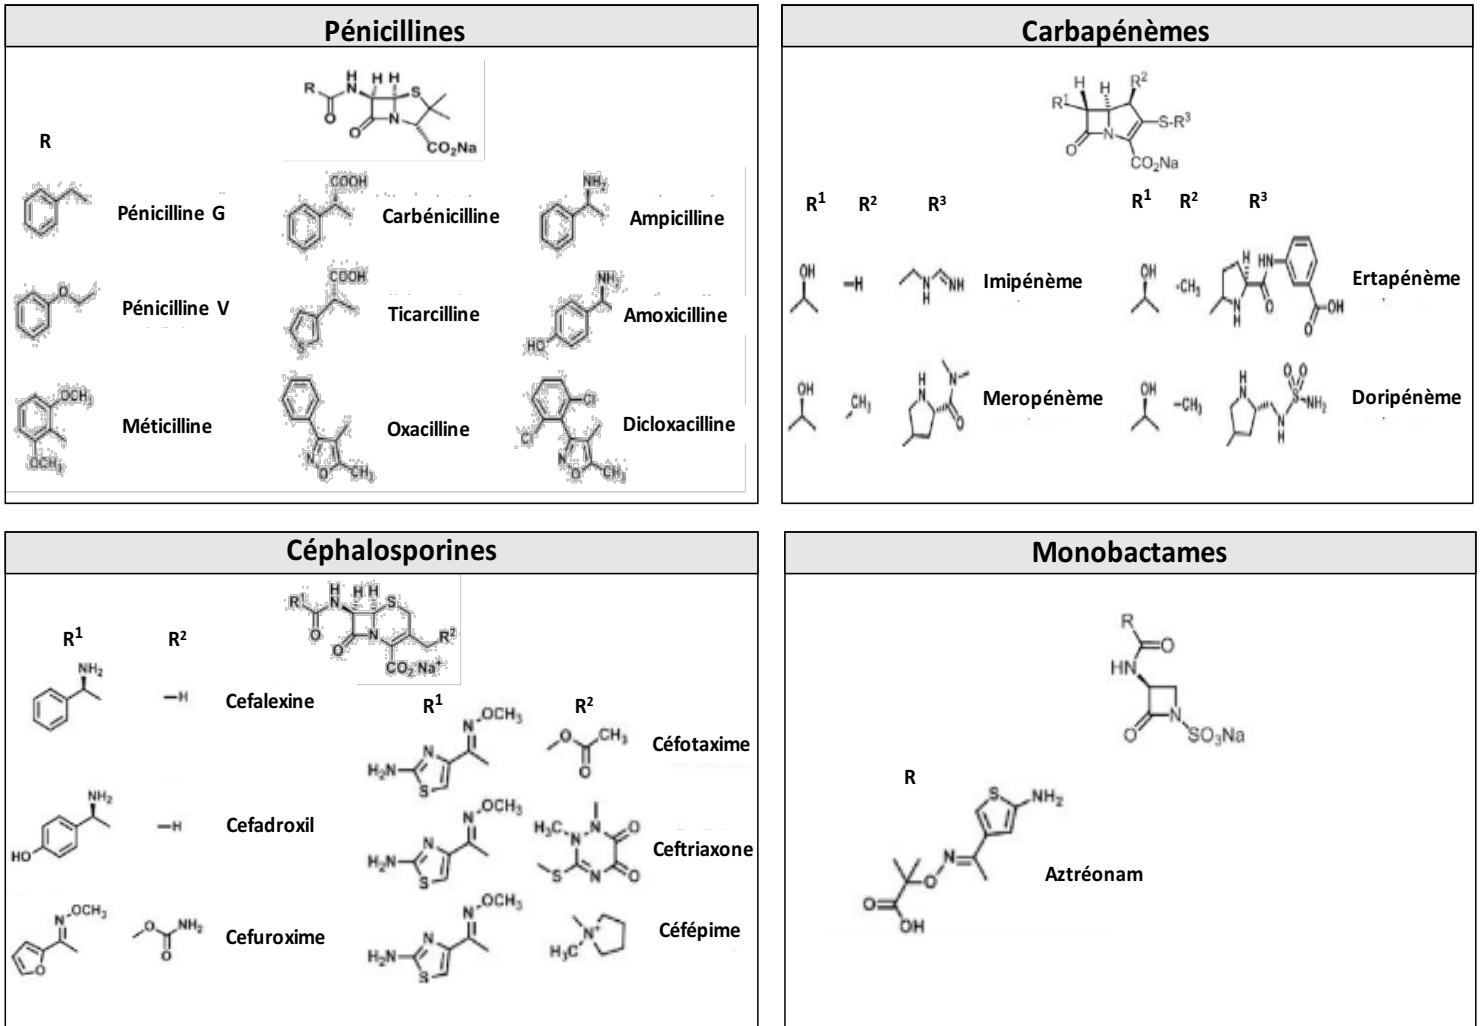 Pénicillines
R
Pénicilline G
Carbénicilline
Ampicilline
Pénicilline V
Ticarcilline
Amoxicilline
Méticilline
Oxacilline
Dicloxacilline
Carbapénèmes
R¹ R² R³
R¹ R² R³
Imipénème
Ertapénème
Meropénème
Doripénème
Céphalosporines
R¹ R²
Cefalexine
R¹ R²
Céfotaxime
Cefadroxil
Ceftriaxone
Cefuroxime
Céfépime
Monobactames
R
Aztréonam